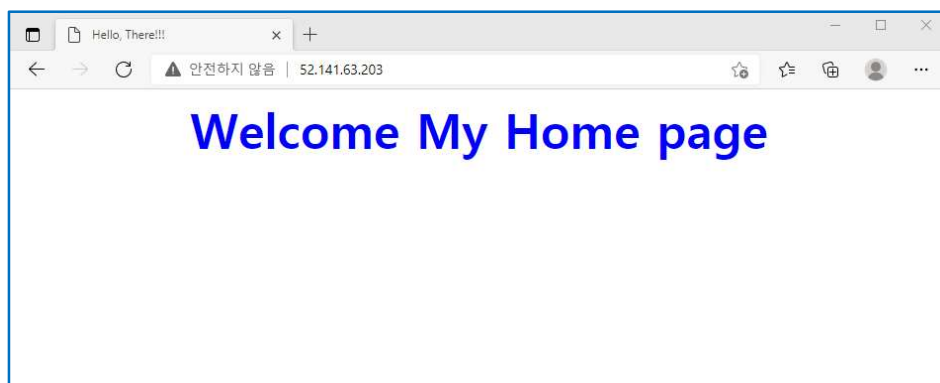 Hello, There!!!
안전하지 않음 | 52.141.63.203
Welcome My Home page